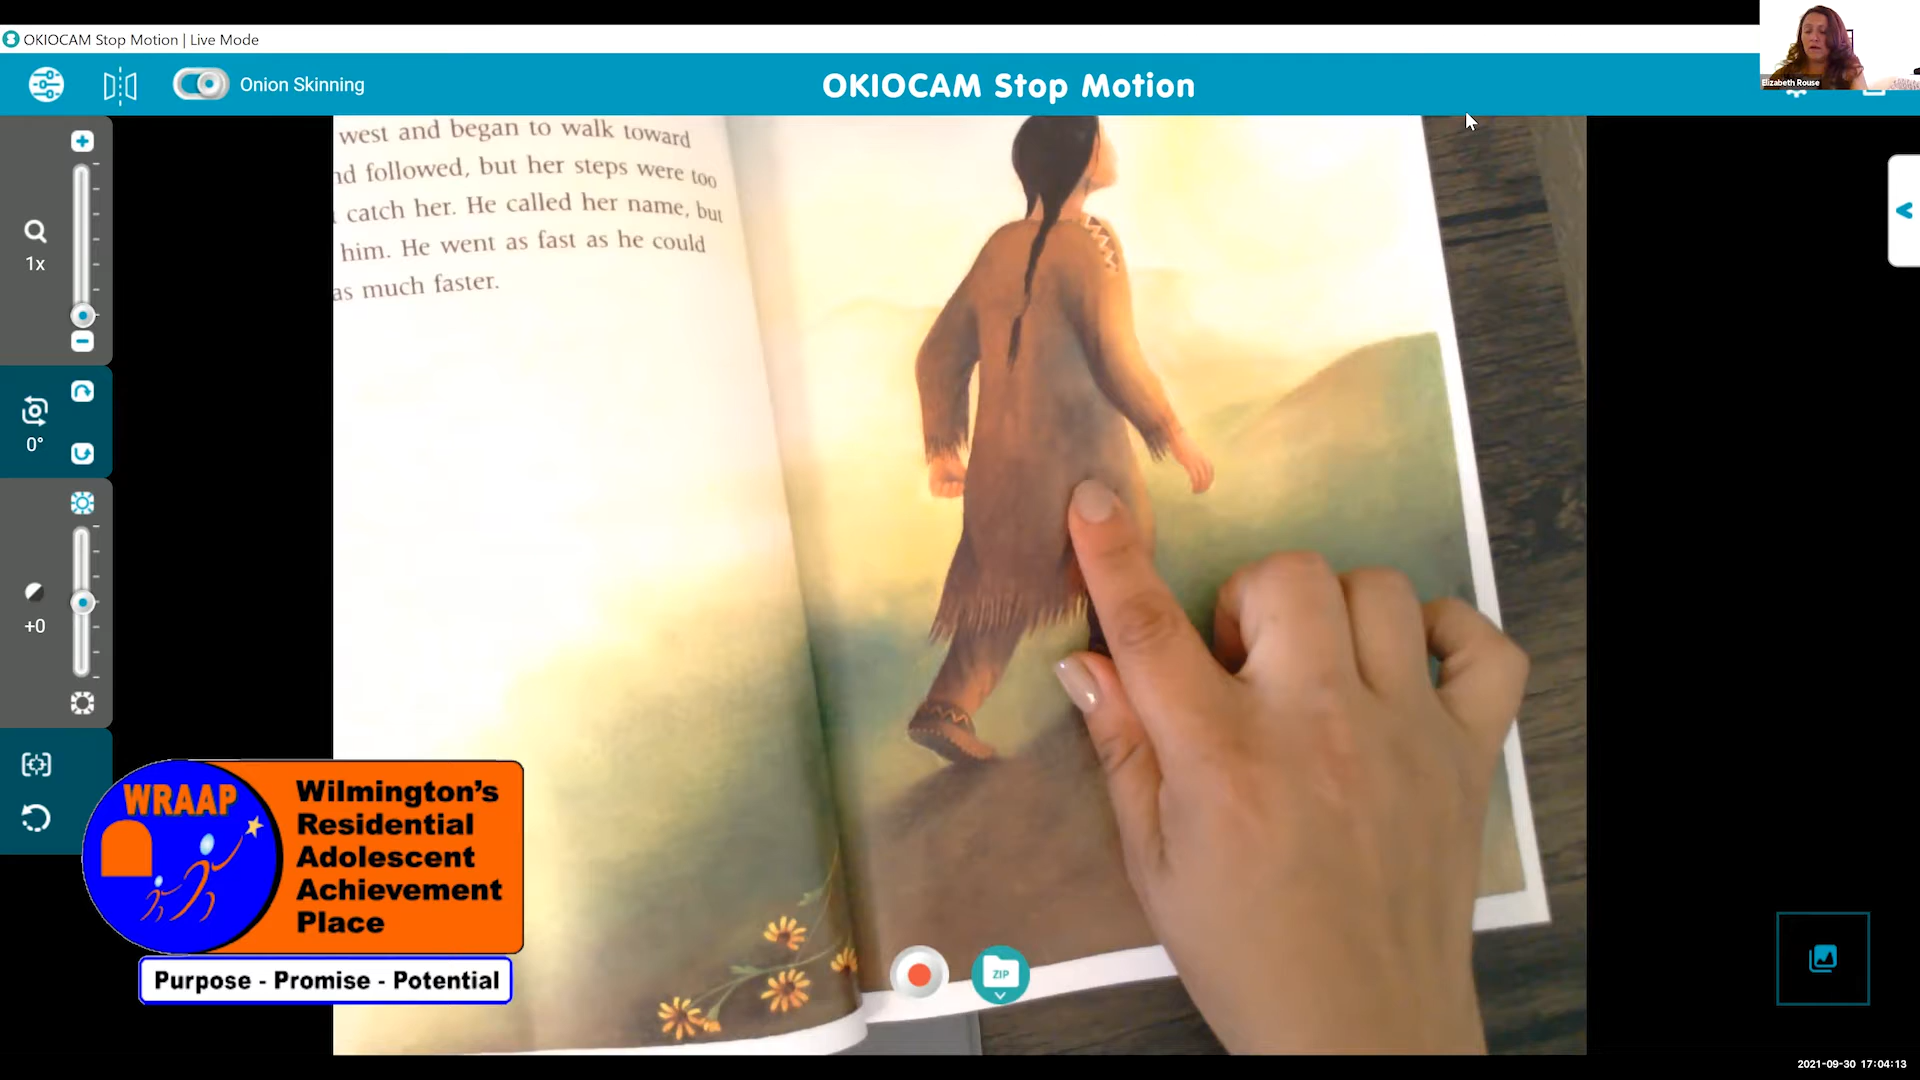 OKIOCAM Stop Motion | Live Mode
Onion Skinning
OKIOCAM Stop Motion
Elizabeth Rouse
1x
0°
+0
west and began to walk toward
followed, but her steps were too
catch her. He called her name, but
him. He went as fast as he could
much faster.
WRAAP
Wilmington's
Residential
Adolescent
Achievement
Place
Purpose - Promise - Potential
ZIP
2021-09-30 17:04:13